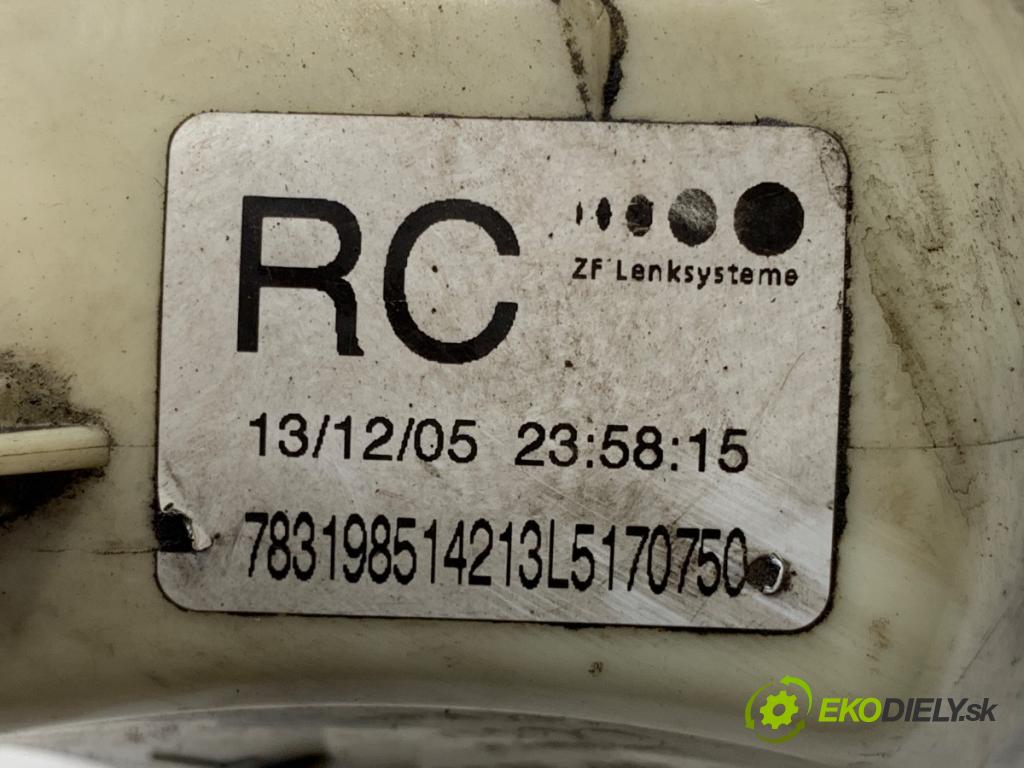 RC
ZF Lenksysteme
13/12/05 23:58:15
783198514213L5170750
EKODIELY.sk